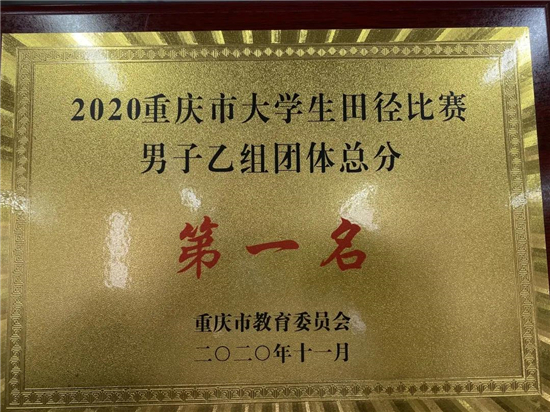 2020重庆市大学生田径比赛
男子乙组团体总分
第一名
重庆市教育委员会
二〇二〇年十一月